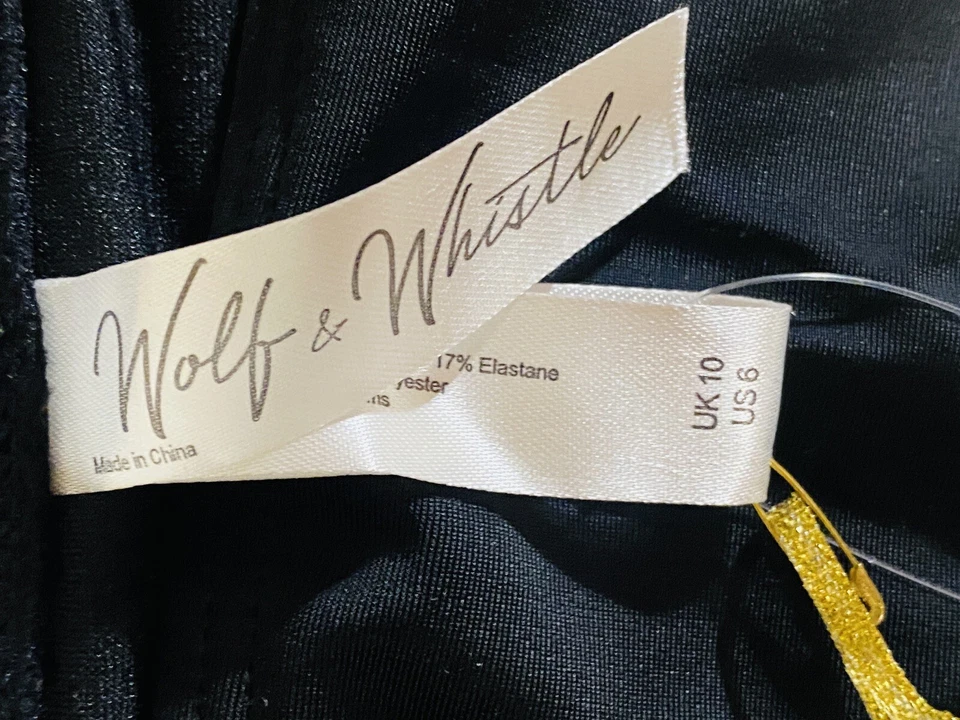 Wolf & Whistle
17% Elastane
Made in China
UK 10
US 6